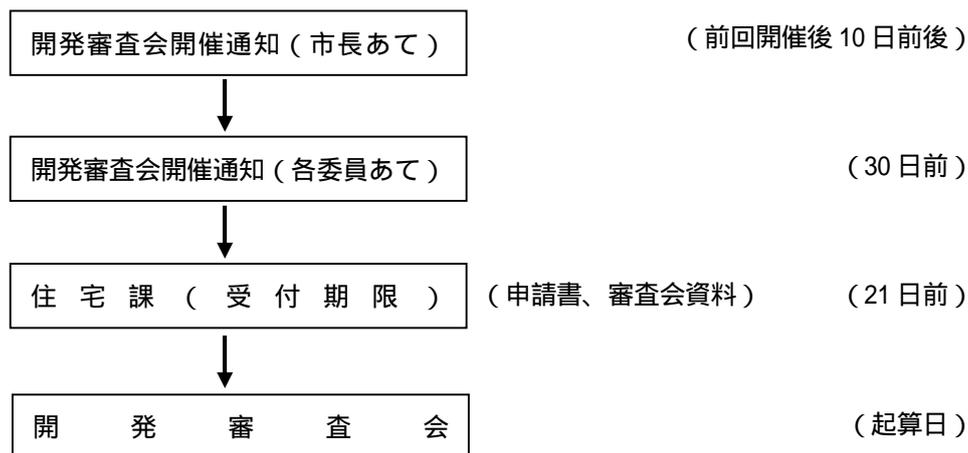 開発審査会開催通知（市長あて） （前回開催後 10 日前後）
開発審査会開催通知（各委員あて） （30 日前）
住宅課（受付期限） （申請書、審査会資料） （21 日前）
開発審査会 （起算日）